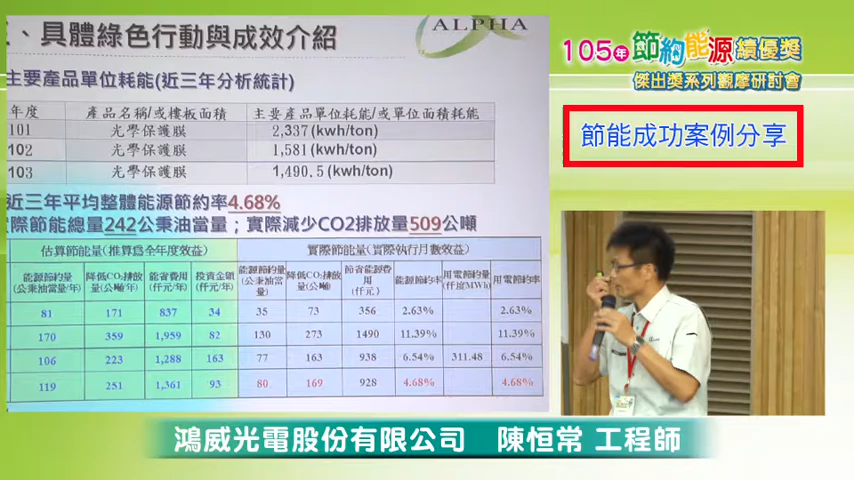 、具體綠色行動與成效介紹
ALPHA
主要產品單位耗能(近三年分析統計)
年度 產品名稱/或樓板面積 主要產品單位耗能/或單位面積耗能
101 光學保護膜 2,337(kwh/ton)
102 光學保護膜 1,581(kwh/ton)
103 光學保護膜 1,490.5(kwh/ton)
近三年平均整體能源節約率4.68%
實際節能總量242公秉油當量；實際減少CO2排放量509公噸
估算節能量(推算為全年度效益) 實際節能量(實際執行月數效益)
能源節約量(公秉油當量/年) 降低CO2排放量(公噸/年) 能省費用(仟元/年) 投資金額(仟元/年) 能源節約量(公秉油當量) 降低CO2排放量(公噸) 節省能源費用(仟元) 能源節約率 用電節約量(仟度MWh) 用電節約率
81 171 837 34 35 73 356 2.63% 2.63%
170 359 1,959 82 130 273 1490 11.39% 11.39%
106 223 1,288 163 77 163 938 6.54% 311.48 6.54%
119 251 1,361 93 80 169 928 4.68% 4.68%
105年節約能源績優獎
傑出獎系列觀摩研討會
節能成功案例分享
鴻威光電股份有限公司 陳恒常 工程師